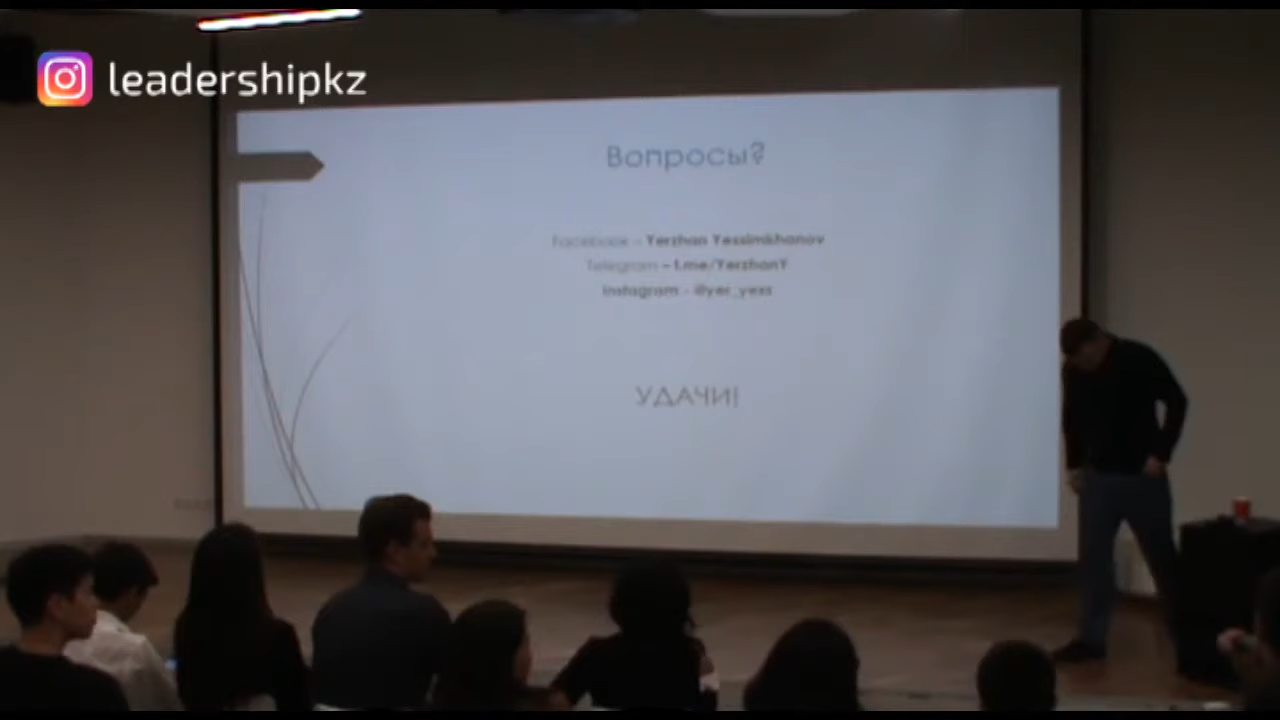 leadershipkz
Вопросы?
Facebook - Yerzhan Yessimkhanov
Telegram - t.me/YerzhanY
Instagram - @yer_yess
УДАЧИ!